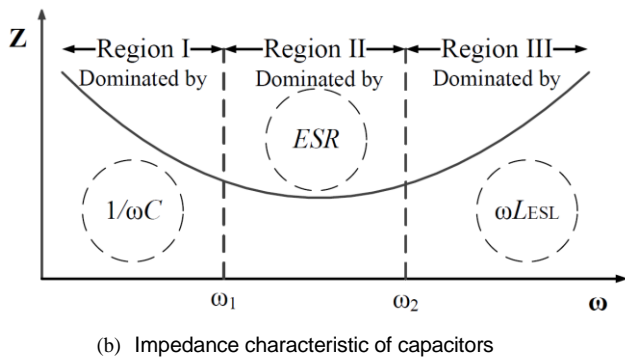 Z
Region I Region II Region III
Dominated by Dominated by Dominated by
ESR
1/ωC ωLESL
ω1 ω2 ω
(b) Impedance characteristic of capacitors